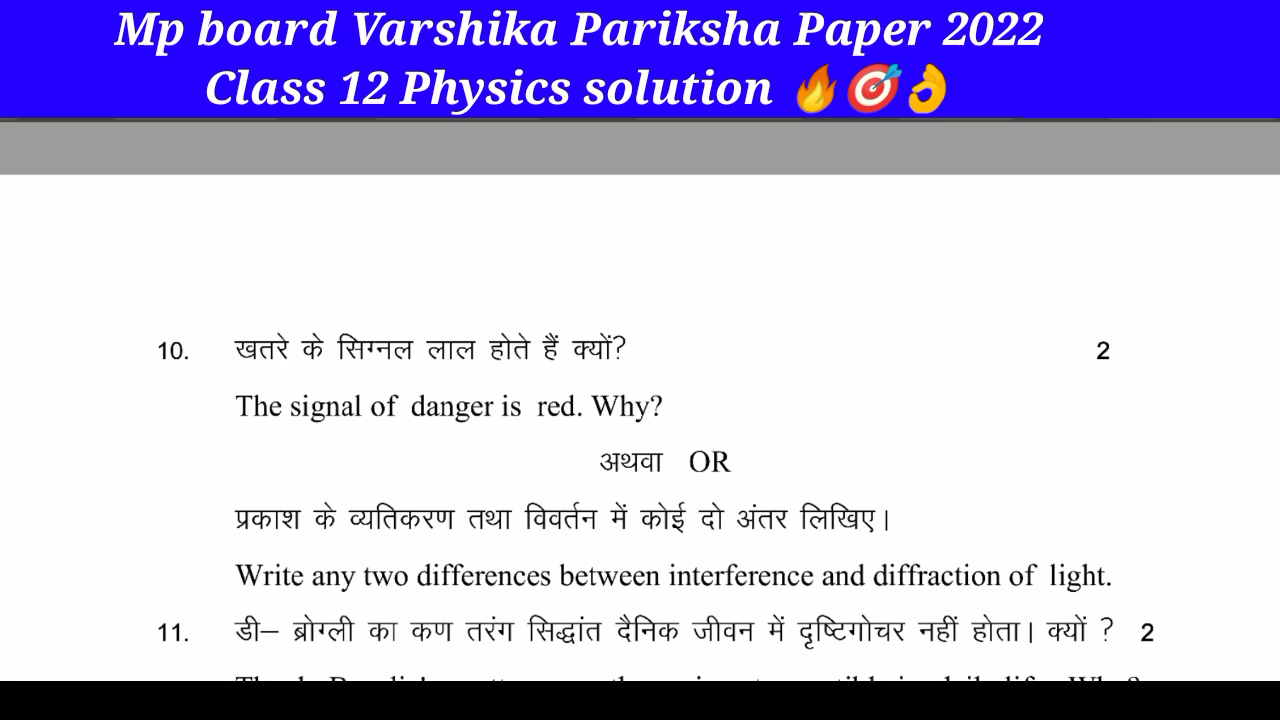 Mp board Varshika Pariksha Paper 2022
Class 12 Physics solution 🔥🎯👌
10. खतरे के सिग्नल लाल होते हैं क्यों? 2
The signal of danger is red. Why?
अथवा OR
प्रकाश के व्यतिकरण तथा विवर्तन में कोई दो अंतर लिखिए।
Write any two differences between interference and diffraction of light.
11. डी– ब्रोग्ली का कण तरंग सिद्धांत दैनिक जीवन में दृष्टिगोचर नहीं होता। क्यों ? 2